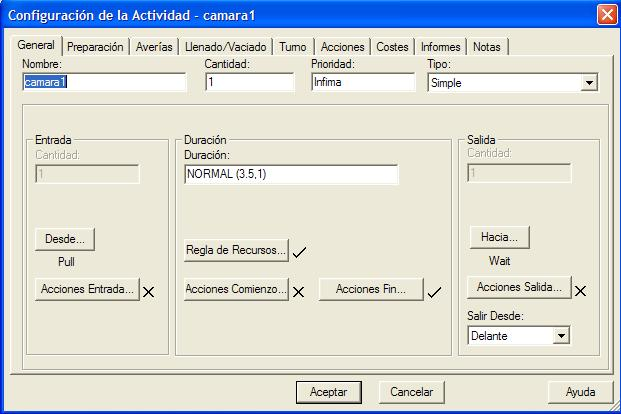 Configuración de la Actividad - camara1
General Preparación Averías Llenado/Vaciado Turno Acciones Costes Informes Notas
Nombre: Cantidad: Prioridad: Tipo:
camara1 1 Infima Simple
Entrada Duración Salida
Cantidad: Duración: Cantidad:
1 NORMAL (3.5,1) 1
Desde... Regla de Recursos... Hacia...
Pull Wait
Acciones Entrada... Acciones Comienzo... Acciones Fin... Acciones Salida...
Salir Desde:
Delante
Aceptar Cancelar Ayuda